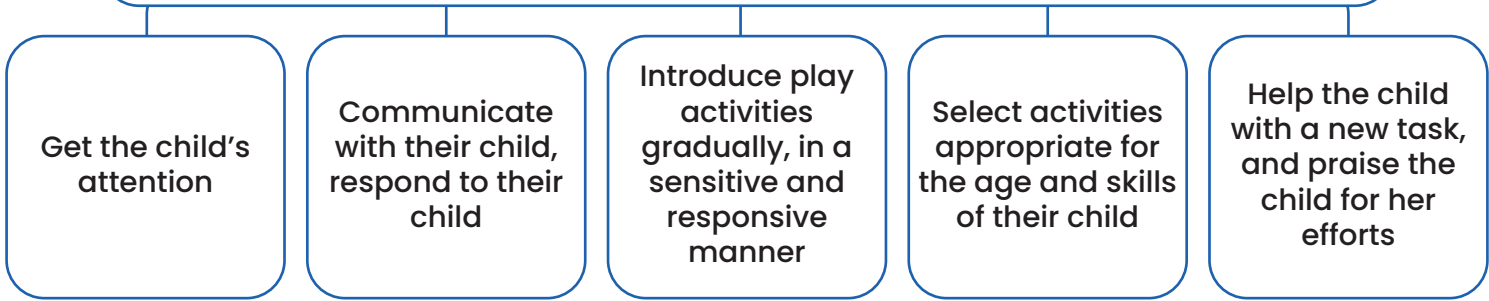 Get the child's
attention
Communicate
with their child,
respond to their
child
Introduce play
activities
gradually, in a
sensitive and
responsive
manner
Select activities
appropriate for
the age and skills
of their child
Help the child
with a new task,
and praise the
child for her
efforts